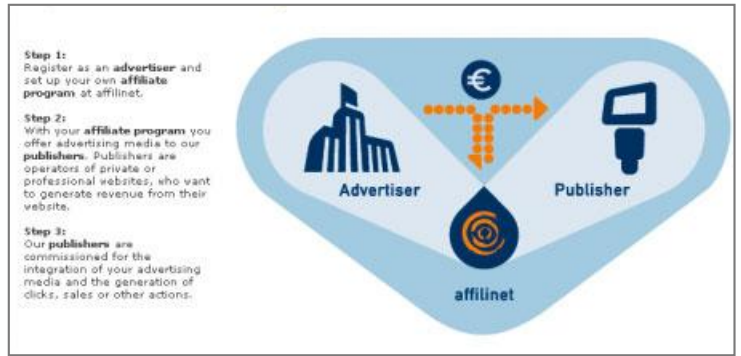 Step 1:
Register as an advertiser and
set up your own affiliate
program at affilinet.
Step 2:
With your affiliate program you
offer advertising media to our
publishers. Publishers are
operators of private or
professional websites, who want
to generate revenue from their
website.
Step 3:
Our publishers are
commissioned for the
integration of your advertising
media and the generation of
clicks, sales or other actions.
€
Advertiser
Publisher
affilinet